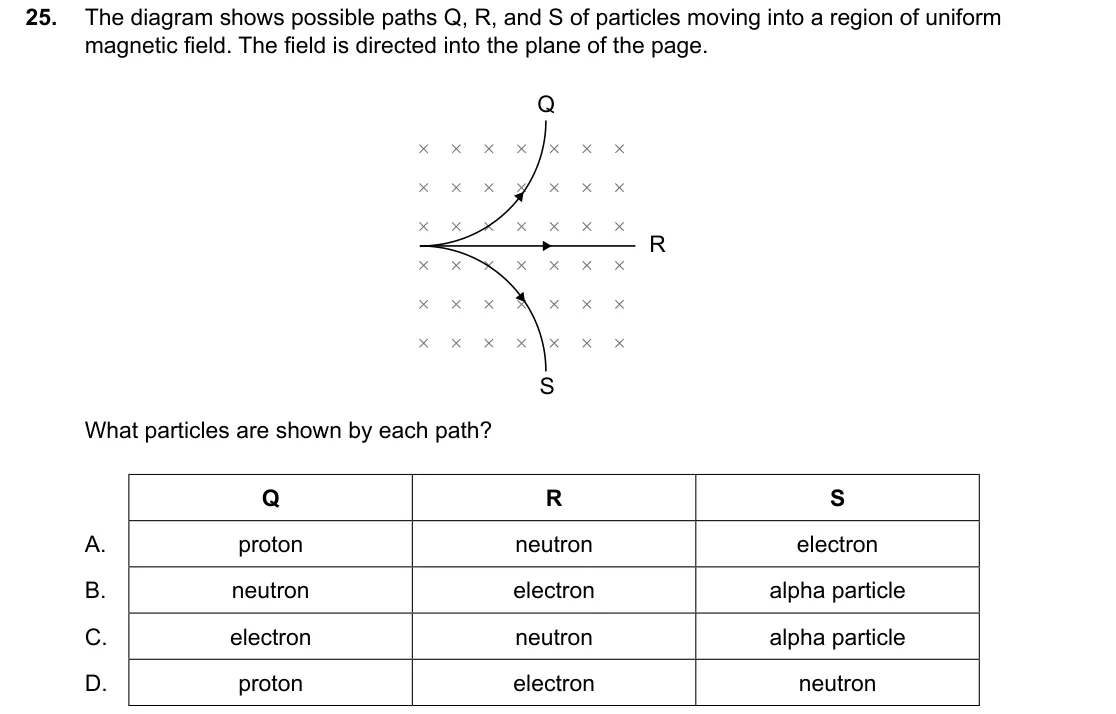 25. The diagram shows possible paths Q, R, and S of particles moving into a region of uniform
magnetic field. The field is directed into the plane of the page.
Q
R
S
What particles are shown by each path?
Q R S
A. proton neutron electron
B. neutron electron alpha particle
C. electron neutron alpha particle
D. proton electron neutron